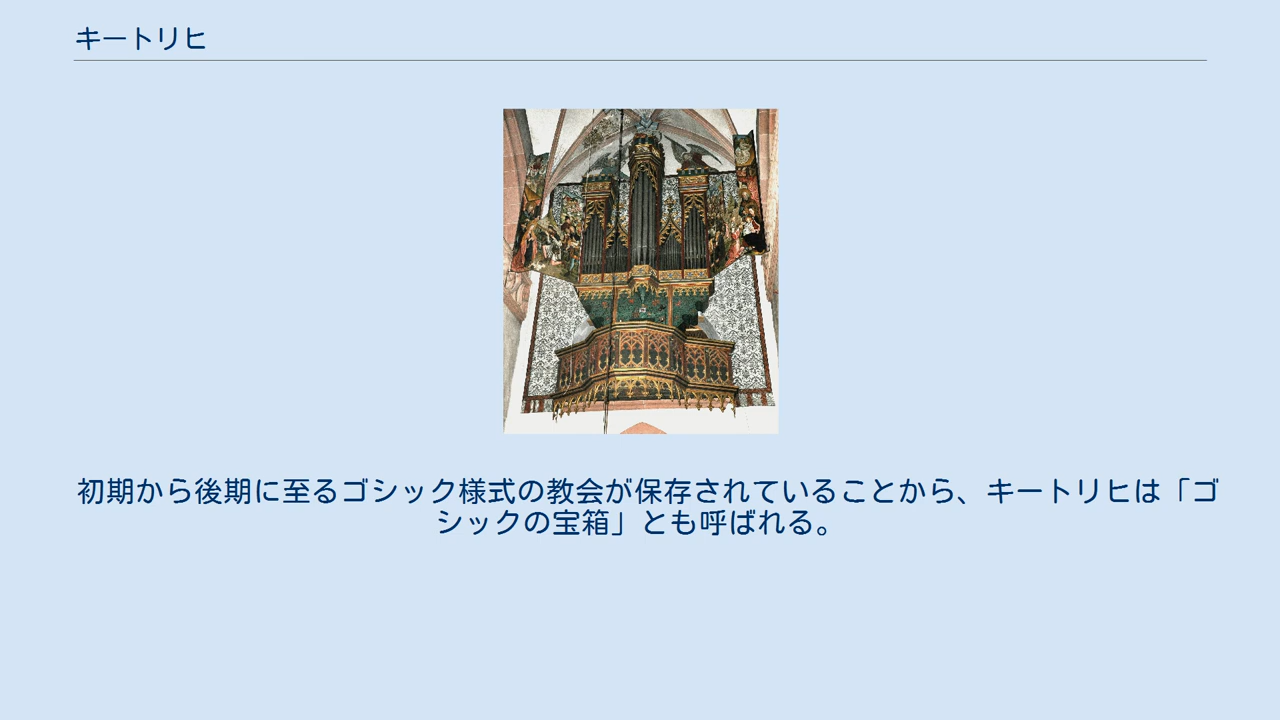 キートリヒ
初期から後期に至るゴシック様式の教会が保存されていることから、キートリヒは「ゴ
シックの宝箱」とも呼ばれる。